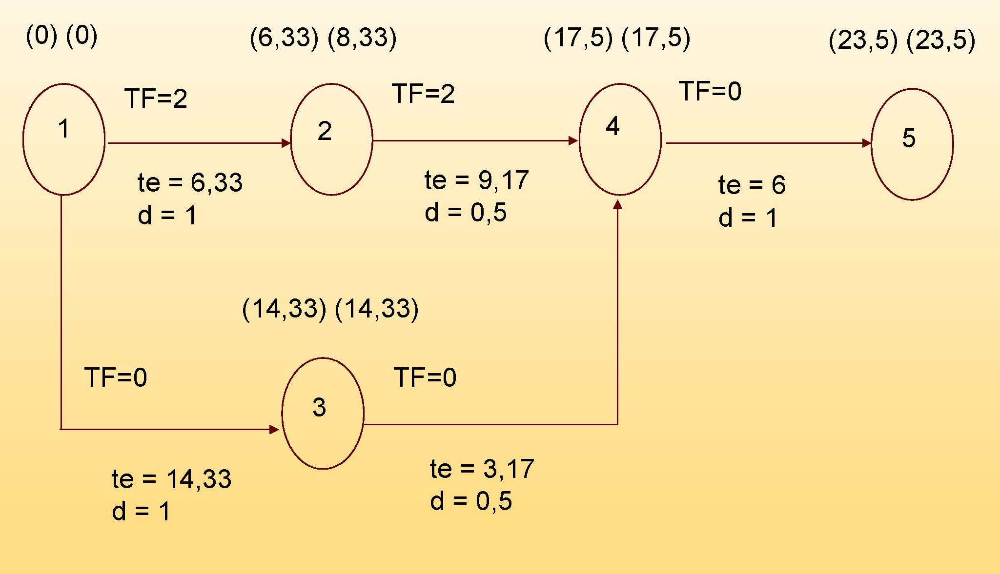 (0) (0)
(6,33) (8,33)
(17,5) (17,5)
(23,5) (23,5)
TF=2
TF=2
TF=0
1
2
4
5
te = 6,33
d = 1
te = 9,17
d = 0,5
te = 6
d = 1
(14,33) (14,33)
TF=0
TF=0
3
te = 14,33
d = 1
te = 3,17
d = 0,5